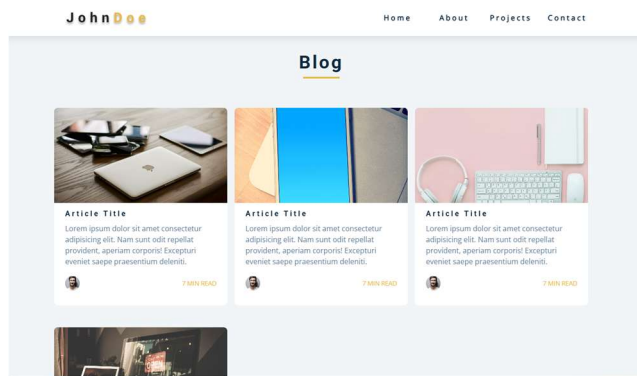 JohnDoe
Home About Projects Contact
Blog
Article Title
Lorem ipsum dolor sit amet consectetur
adipisicing elit. Nam sunt odit repellat
provident, aperiam corporis! Excepturi
eveniet saepe praesentium deleniti.
7 MIN READ
Article Title
Lorem ipsum dolor sit amet consectetur
adipisicing elit. Nam sunt odit repellat
provident, aperiam corporis! Excepturi
eveniet saepe praesentium deleniti.
7 MIN READ
Article Title
Lorem ipsum dolor sit amet consectetur
adipisicing elit. Nam sunt odit repellat
provident, aperiam corporis! Excepturi
eveniet saepe praesentium deleniti.
7 MIN READ